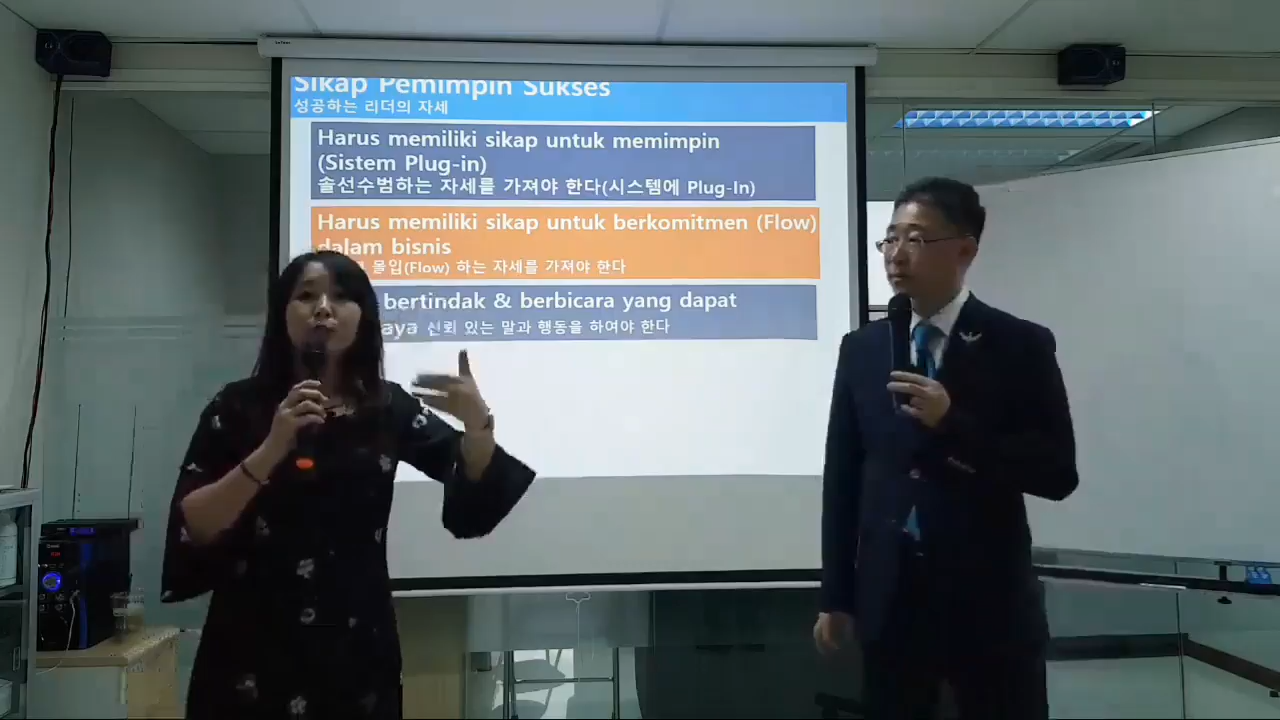 Sikap Pemimpin Sukses
성공하는 리더의 자세
Harus memiliki sikap untuk memimpin
(Sistem Plug-in)
솔선수범하는 자세를 가져야 한다(시스템에 Plug-In)
Harus memiliki sikap untuk berkomitmen (Flow)
dalam bisnis
몰입(Flow) 하는 자세를 가져야 한다
bertindak & berbicara yang dapat
aya 신뢰 있는 말과 행동을 하여야 한다